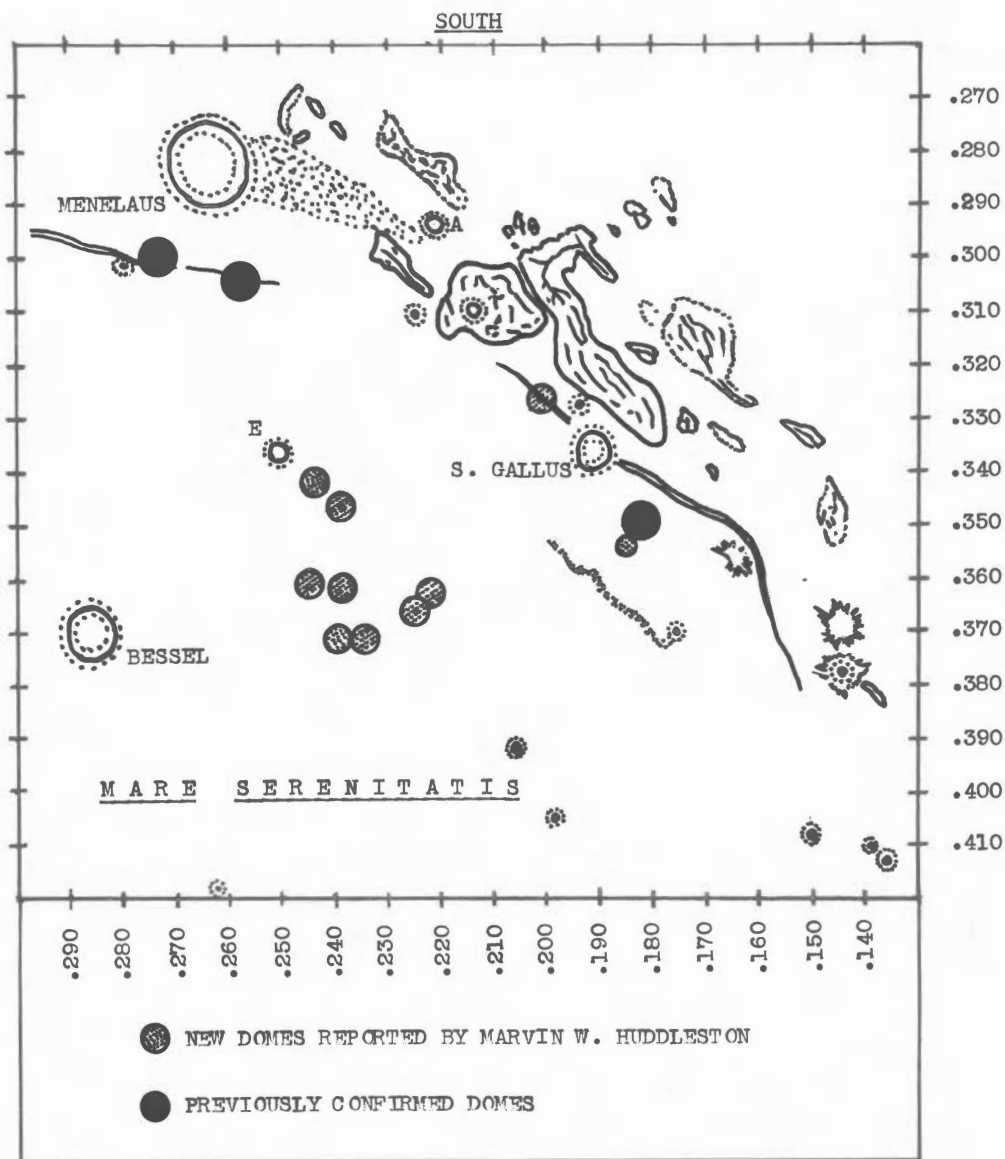 SOUTH
.270
.280
MENELAUS
.290
A
.300
.310
.320
.330
E
S. GALLUS
.340
.350
.360
.370
BESSEL
.380
.390
MARE SERENITATIS
.400
.410
.290 .280 .270 .260 .250 .240 .230 .220 .210 .200 .190 .180 .170 .160 .150 .140
NEW DOMES REPORTED BY MARVIN W. HUDDLESTON
PREVIOUSLY CONFIRMED DOMES